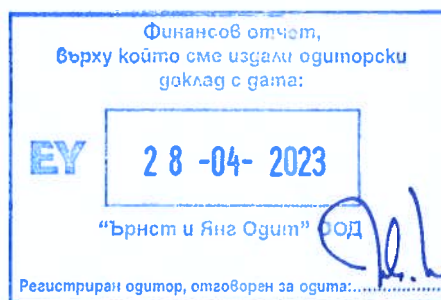 Финансов отчет,
върху който сме издали одиторски
доклад с дата:
EY
28 -04- 2023
"Ърнст и Янг Одит" ООД
Регистриран одитор, отговорен за одита: